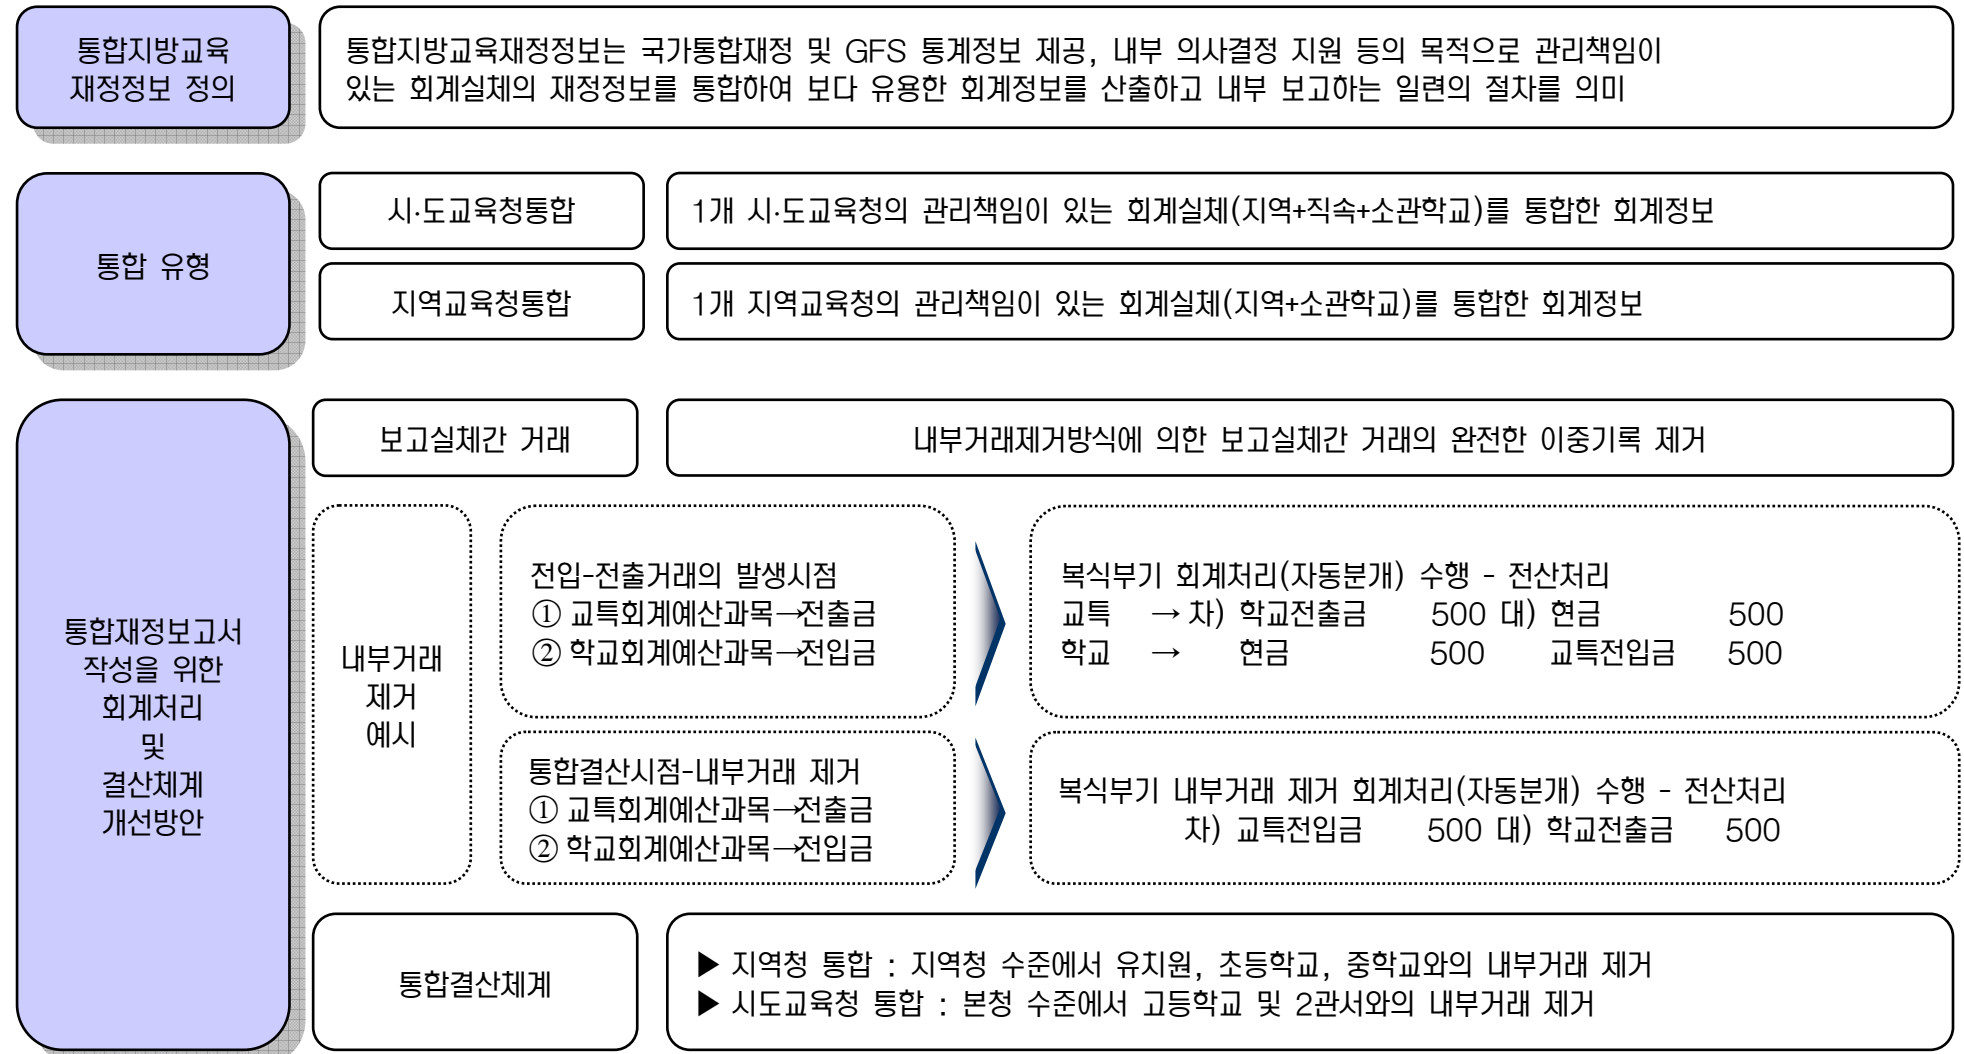 통합지방교육
재정정보 정의
통합지방교육재정정보는 국가통합재정 및 GFS 통계정보 제공, 내부 의사결정 지원 등의 목적으로 관리책임이
있는 회계실체의 재정정보를 통합하여 보다 유용한 회계정보를 산출하고 내부 보고하는 일련의 절차를 의미
통합 유형
시·도교육청통합
1개 시·도교육청의 관리책임이 있는 회계실체(지역+직속+소관학교)를 통합한 회계정보
지역교육청통합
1개 지역교육청의 관리책임이 있는 회계실체(지역+소관학교)를 통합한 회계정보
통합재정보고서
작성을 위한
회계처리
및
결산체계
개선방안
보고실체간 거래
내부거래제거방식에 의한 보고실체간 거래의 완전한 이중기록 제거
내부거래
제거
예시
전입-전출거래의 발생시점
① 교특회계예산과목→전출금
② 학교회계예산과목→전입금
복식부기 회계처리(자동분개) 수행 - 전산처리
교특 → 차) 학교전출금 500 대) 현금 500
학교 → 현금 500 교특전입금 500
통합결산시점-내부거래 제거
① 교특회계예산과목→전출금
② 학교회계예산과목→전입금
복식부기 내부거래 제거 회계처리(자동분개) 수행 - 전산처리
차) 교특전입금 500 대) 학교전출금 500
통합결산체계
▶ 지역청 통합 : 지역청 수준에서 유치원, 초등학교, 중학교와의 내부거래 제거
▶ 시도교육청 통합 : 본청 수준에서 고등학교 및 2관서와의 내부거래 제거